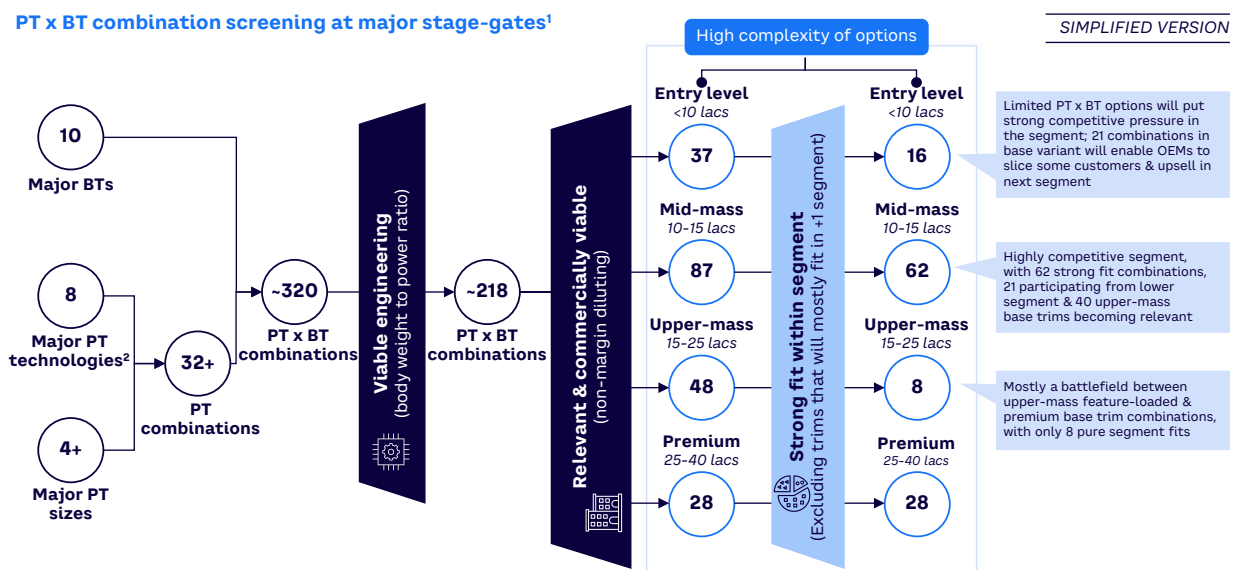 PT x BT combination screening at major stage-gates¹
SIMPLIFIED VERSION
High complexity of options
10
Major BTs
8
Major PT
technologies²
4+
Major PT
sizes
32+
PT
combinations
~320
PT x BT
combinations
Viable engineering
(body weight to power ratio)
~218
PT x BT
combinations
Relevant & commercially viable
(non-margin diluting)
Entry level
<10 lacs
37
Mid-mass
10-15 lacs
87
Upper-mass
15-25 lacs
48
Premium
25-40 lacs
28
Strong fit within segment
(Excluding trims that will mostly fit in +1 segment)
Entry level
<10 lacs
16
Mid-mass
10-15 lacs
62
Upper-mass
15-25 lacs
8
Premium
25-40 lacs
28
Limited PT x BT options will put
strong competitive pressure in
the segment; 21 combinations in
base variant will enable OEMs to
slice some customers & upsell in
next segment
Highly competitive segment,
with 62 strong fit combinations,
21 participating from lower
segment & 40 upper-mass
base trims becoming relevant
Mostly a battlefield between
upper-mass feature-loaded &
premium base trim combinations,
with only 8 pure segment fits